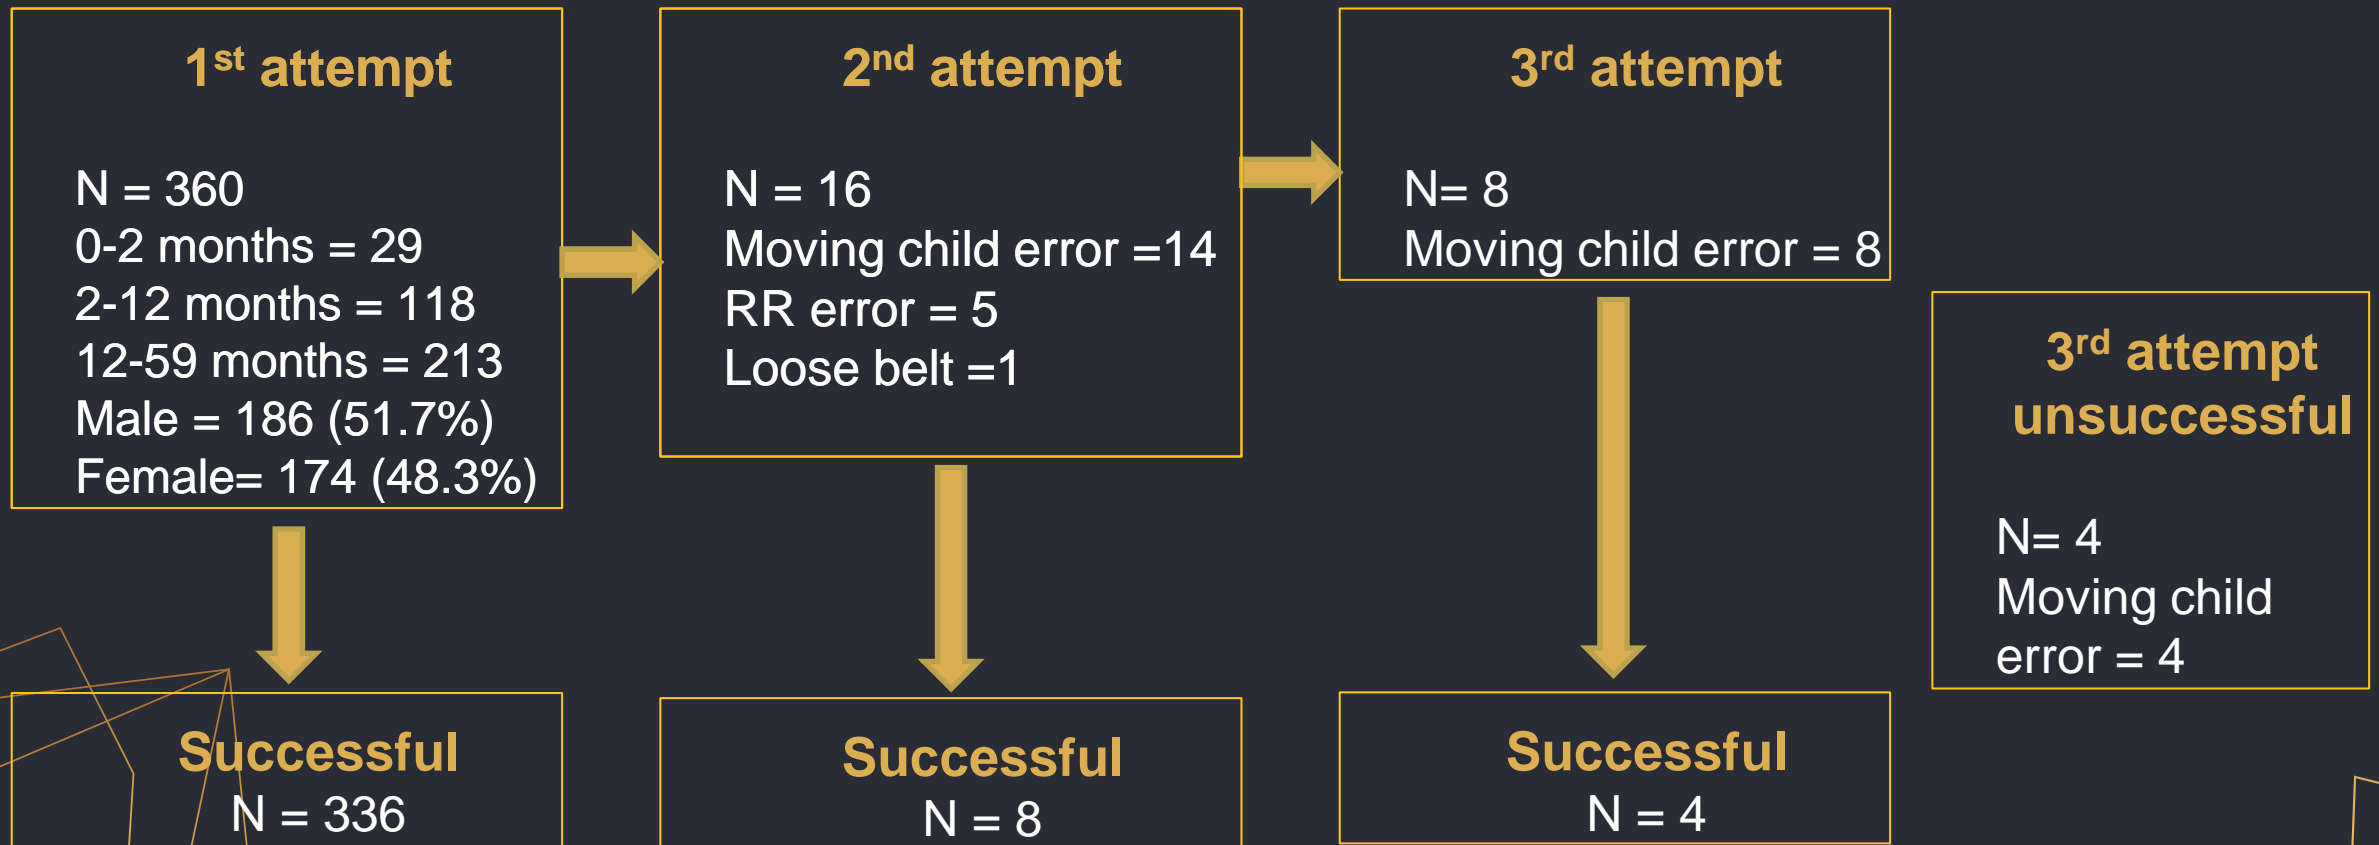 1st attempt
N = 360
0-2 months = 29
2-12 months = 118
12-59 months = 213
Male = 186 (51.7%)
Female= 174 (48.3%)
Successful
N = 336
2nd attempt
N = 16
Moving child error =14
RR error = 5
Loose belt =1
Successful
N = 8
3rd attempt
N= 8
Moving child error = 8
Successful
N = 4
3rd attempt
unsuccessful
N= 4
Moving child
error = 4